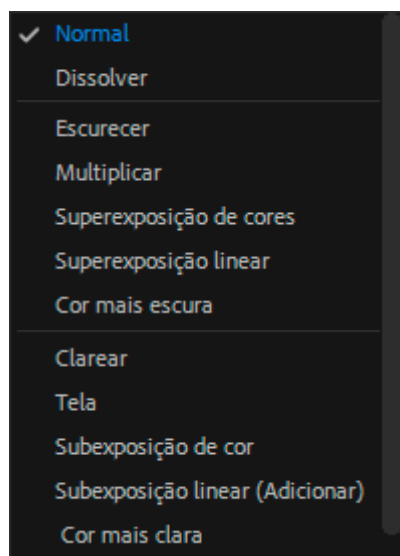 Normal
Dissolver
Escurecer
Multiplicar
Superexposição de cores
Superexposição linear
Cor mais escura
Clarear
Tela
Subexposição de cor
Subexposição linear (Adicionar)
Cor mais clara